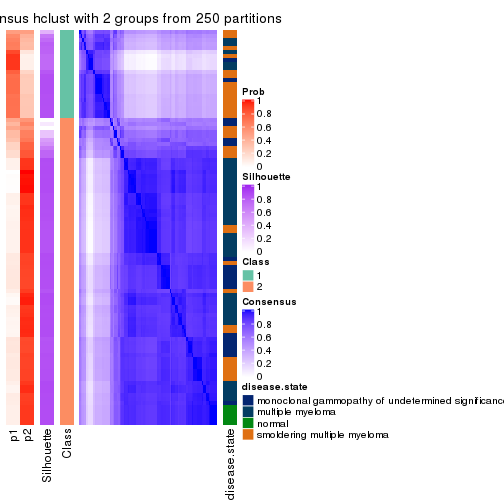 nsus hclust with 2 groups from 250 partitions
Prob
1
0.8
0.6
0.4
0.2
0
Silhouette
1
0.8
0.6
0.4
0.2
0
Class
1
2
Consensus
1
0.8
0.6
0.4
0.2
0
disease.state
monoclonal gammopathy of undetermined significance
multiple myeloma
normal
smoldering multiple myeloma
p1
p2
Silhouette
Class
disease.state